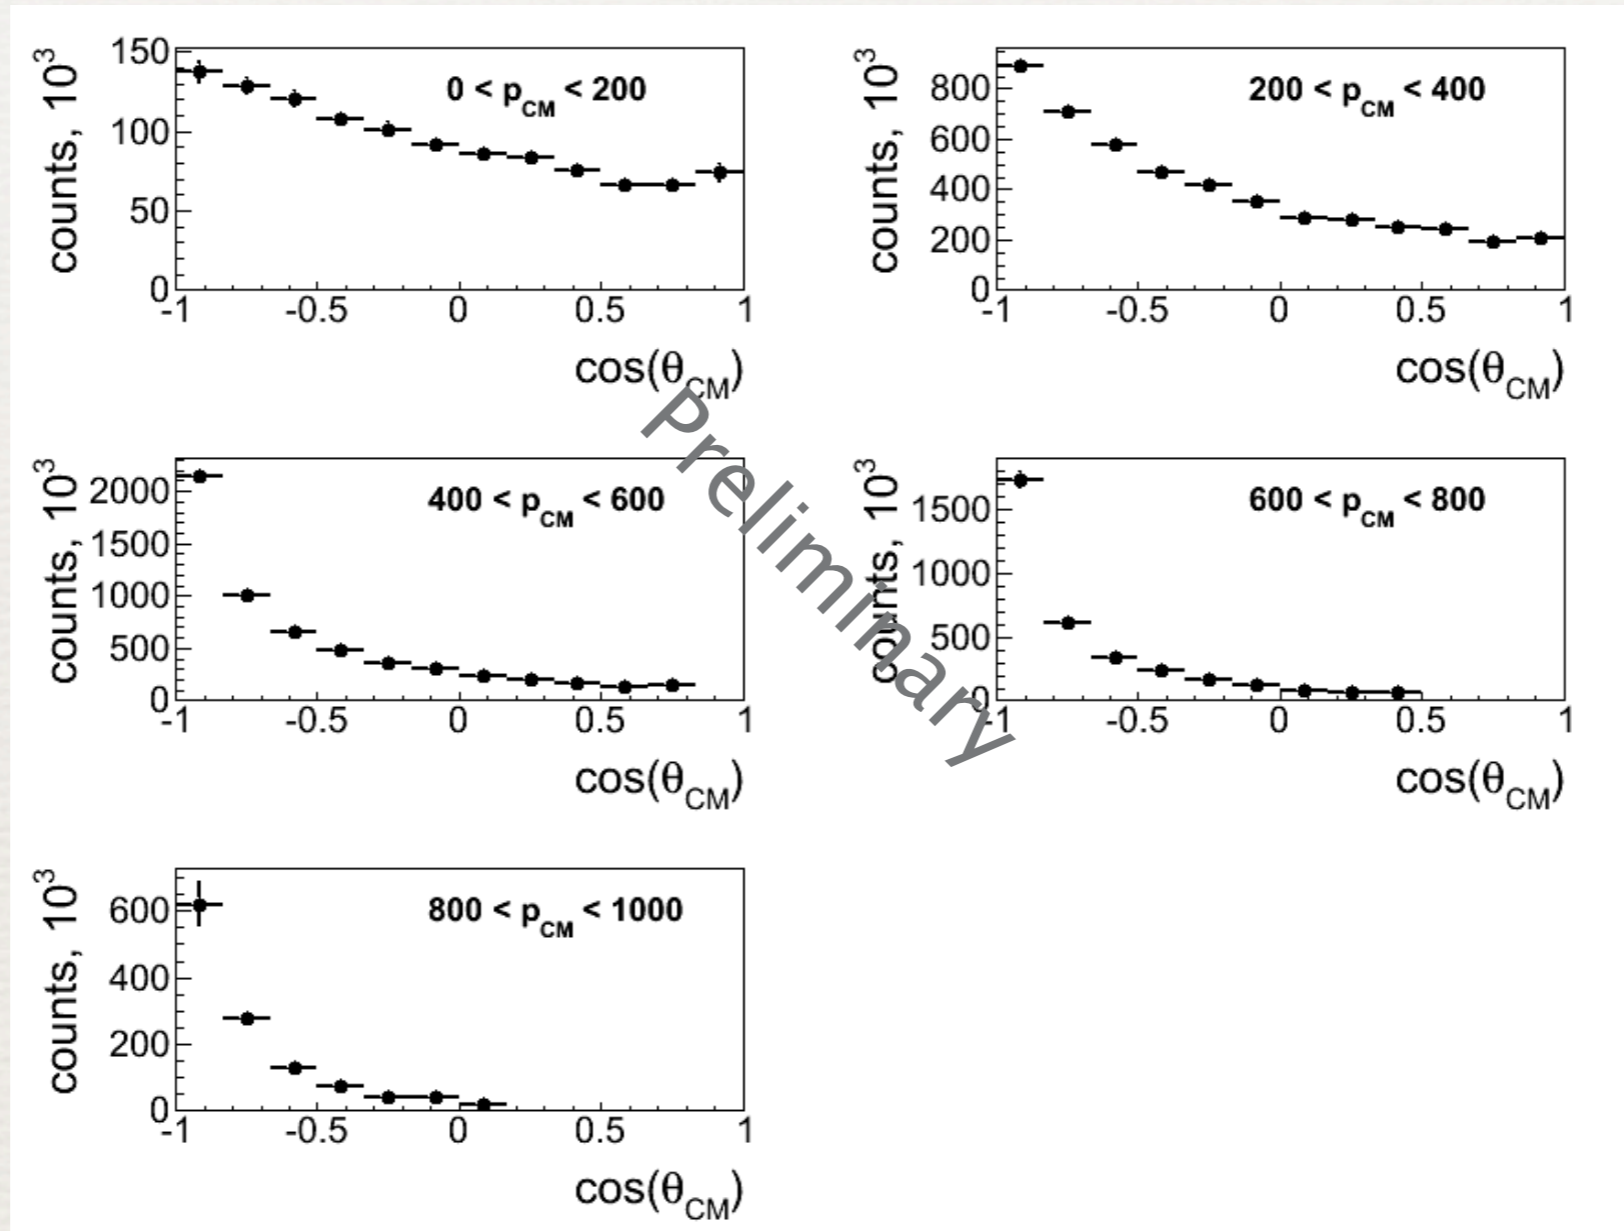 counts, 10³
150
100
50
0
0 < p_CM < 200
-1 -0.5 0 0.5 1
cos(θ_CM)
counts, 10³
800
600
400
200
0
200 < p_CM < 400
-1 -0.5 0 0.5 1
cos(θ_CM)
counts, 10³
2000
1500
1000
500
0
400 < p_CM < 600
-1 -0.5 0 0.5 1
cos(θ_CM)
counts, 10³
1500
1000
500
0
600 < p_CM < 800
-1 -0.5 0 0.5 1
cos(θ_CM)
Preliminary
counts, 10³
600
400
200
0
800 < p_CM < 1000
-1 -0.5 0 0.5 1
cos(θ_CM)